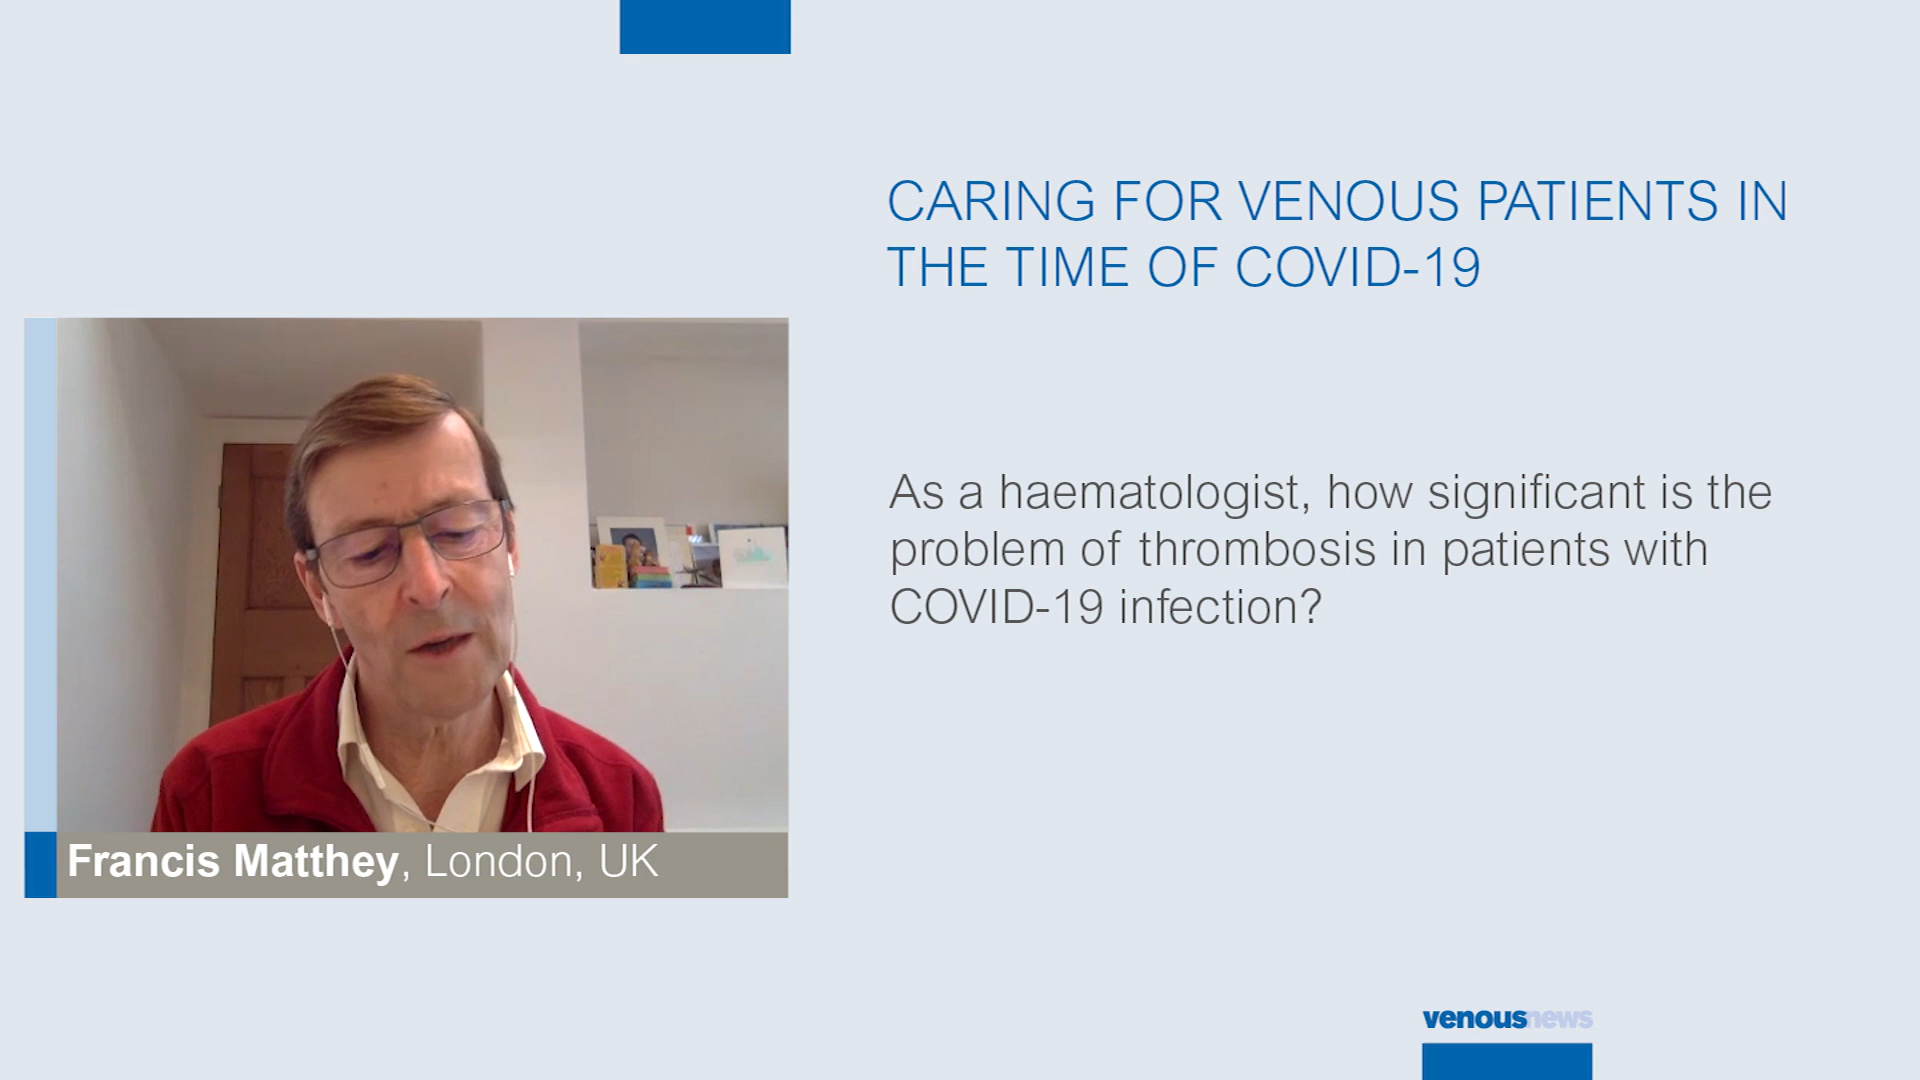 CARING FOR VENOUS PATIENTS IN
THE TIME OF COVID-19
As a haematologist, how significant is the
problem of thrombosis in patients with
COVID-19 infection?
Francis Matthey, London, UK
venousnews